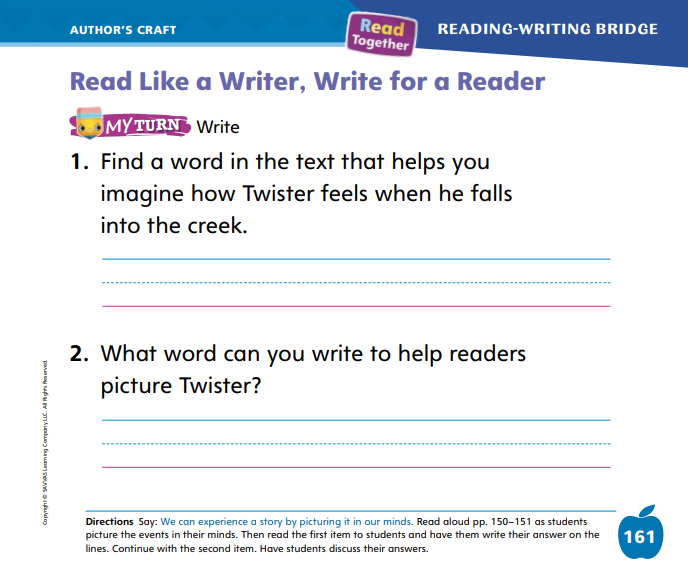 AUTHOR'S CRAFT
Read
Together
READING-WRITING BRIDGE
Read Like a Writer, Write for a Reader
MY TURN Write
1. Find a word in the text that helps you
imagine how Twister feels when he falls
into the creek.
2. What word can you write to help readers
picture Twister?
Copyright © SAVVAS Learning Company LLC. All Rights Reserved.
Directions Say: We can experience a story by picturing it in our minds. Read aloud pp. 150–151 as students
picture the events in their minds. Then read the first item to students and have them write their answer on the
lines. Continue with the second item. Have students discuss their answers.
161